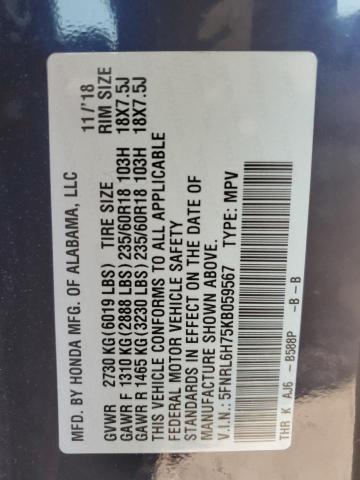 MFD. BY HONDA MFG. OF ALABAMA, LLC 11/'18
GVWR 2730 KG(6019 LBS) TIRE SIZE RIM SIZE
GAWR F 1310 KG(2888 LBS) 235/60R18 103H 18X7.5J
GAWR R 1465 KG(3230 LBS) 235/60R18 103H 18X7.5J
THIS VEHICLE CONFORMS TO ALL APPLICABLE
FEDERAL MOTOR VEHICLE SAFETY
STANDARDS IN EFFECT ON THE DATE OF
MANUFACTURE SHOWN ABOVE.
V.I.N.: 5FNRL6H75KB059567 TYPE: MPV
THR K AJ6 - B588P -B -B